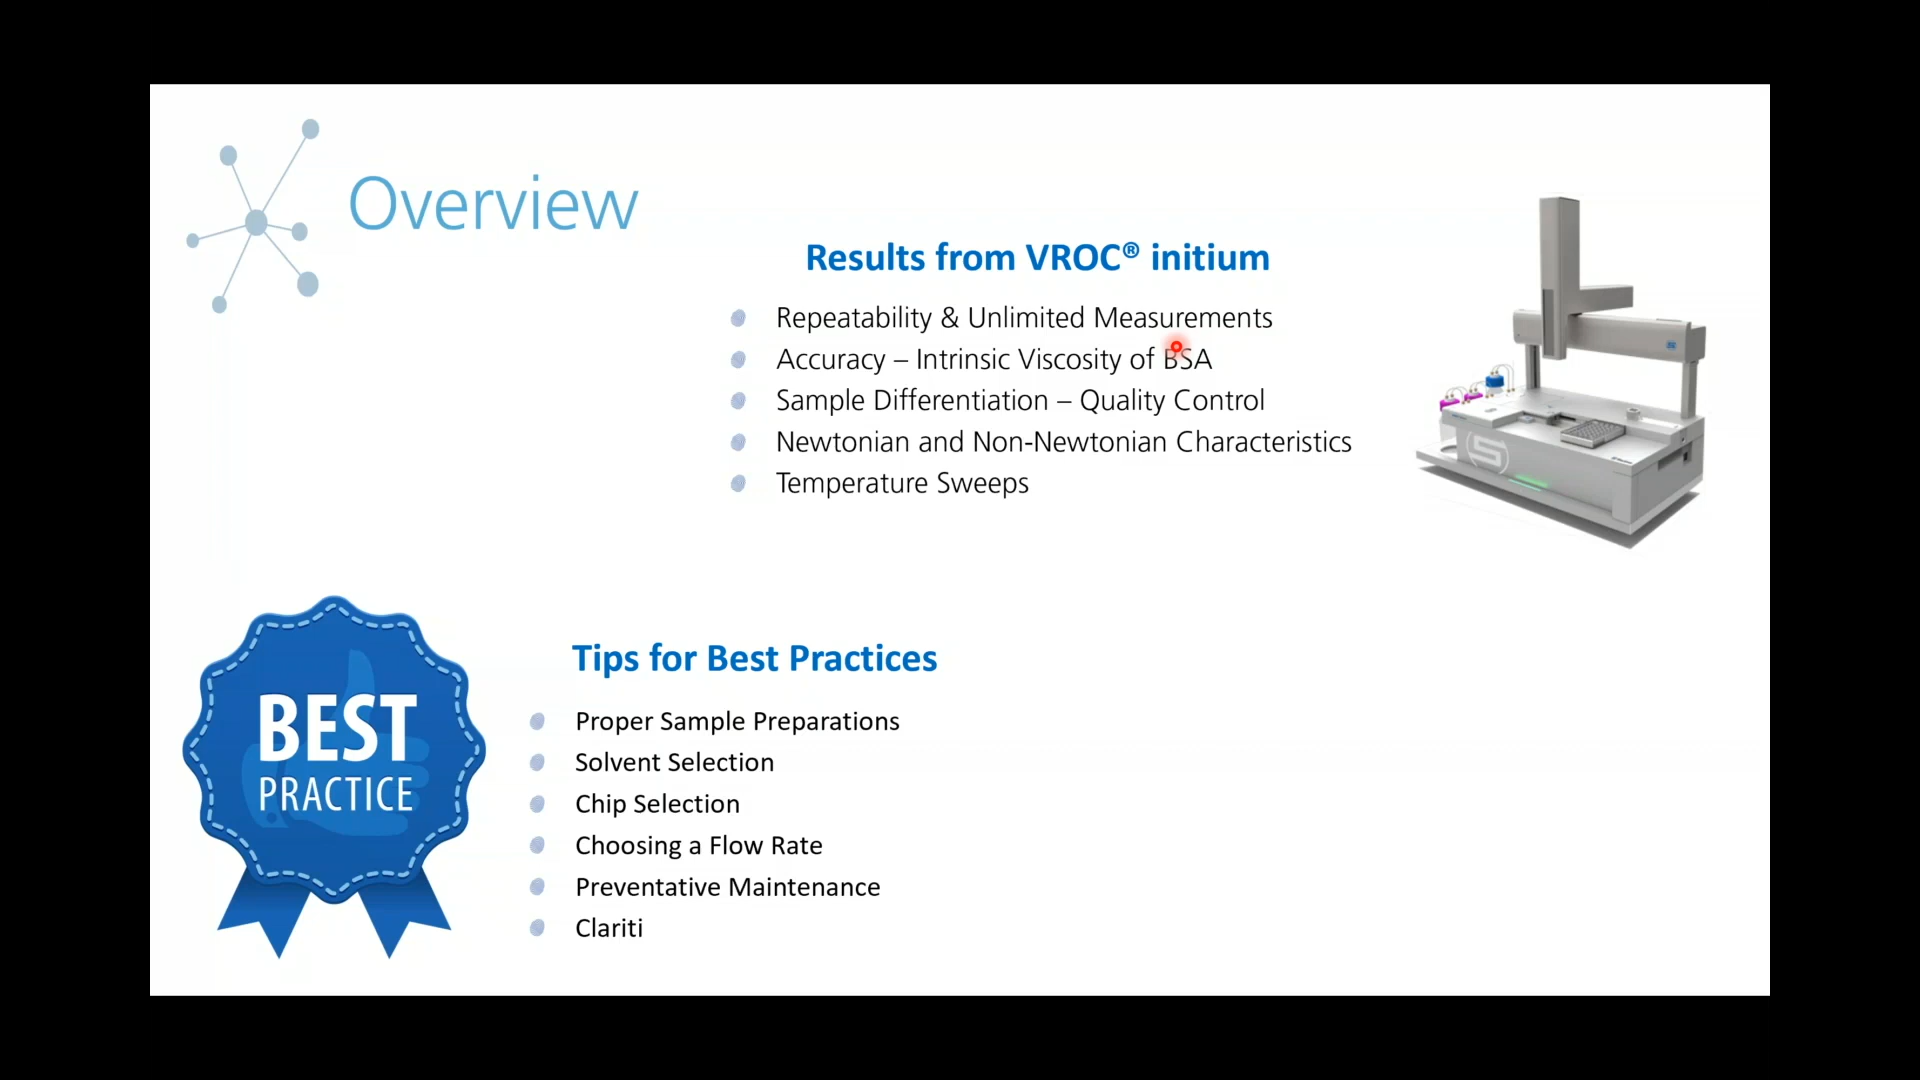 Overview
Results from VROC® initium
Repeatability & Unlimited Measurements
Accuracy – Intrinsic Viscosity of BSA
Sample Differentiation – Quality Control
Newtonian and Non-Newtonian Characteristics
Temperature Sweeps
BEST
PRACTICE
Tips for Best Practices
Proper Sample Preparations
Solvent Selection
Chip Selection
Choosing a Flow Rate
Preventative Maintenance
Clariti